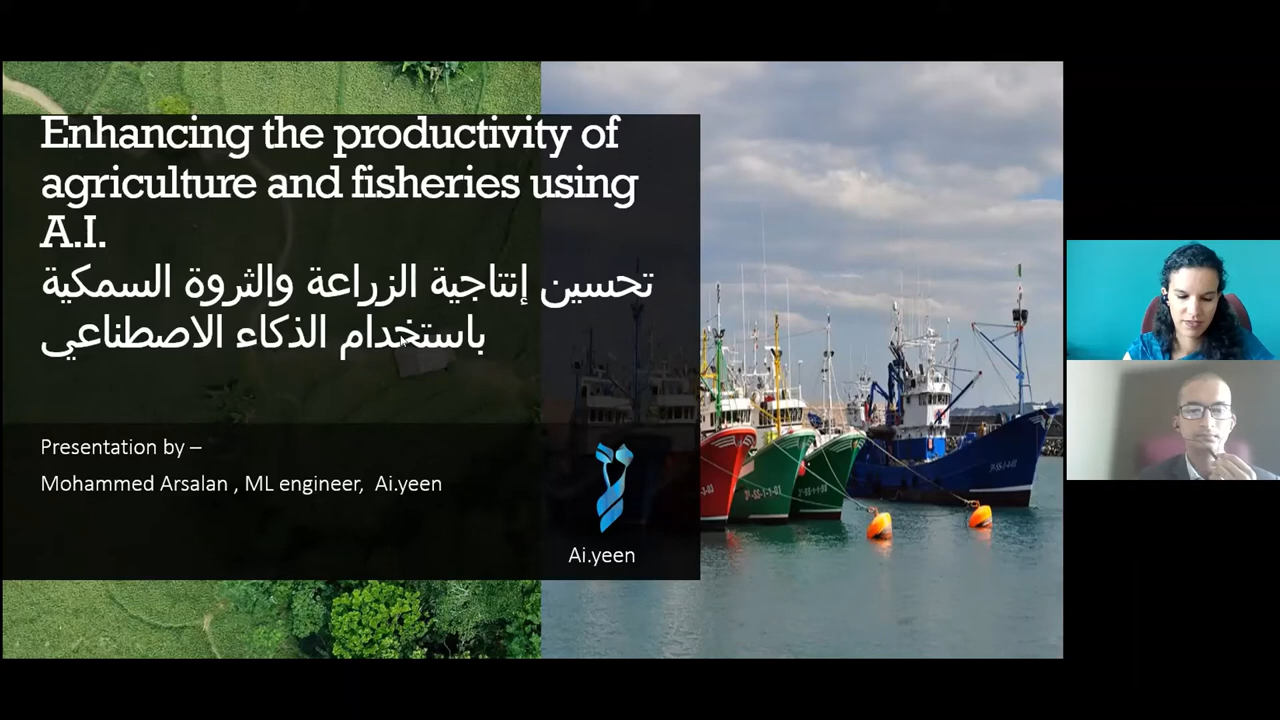 Enhancing the productivity of
agriculture and fisheries using
A.I.
تحسين إنتاجية الزراعة والثروة السمكية
باستخدام الذكاء الاصطناعي
Presentation by –
Mohammed Arsalan , ML engineer,  Ai.yeen
Ai.yeen